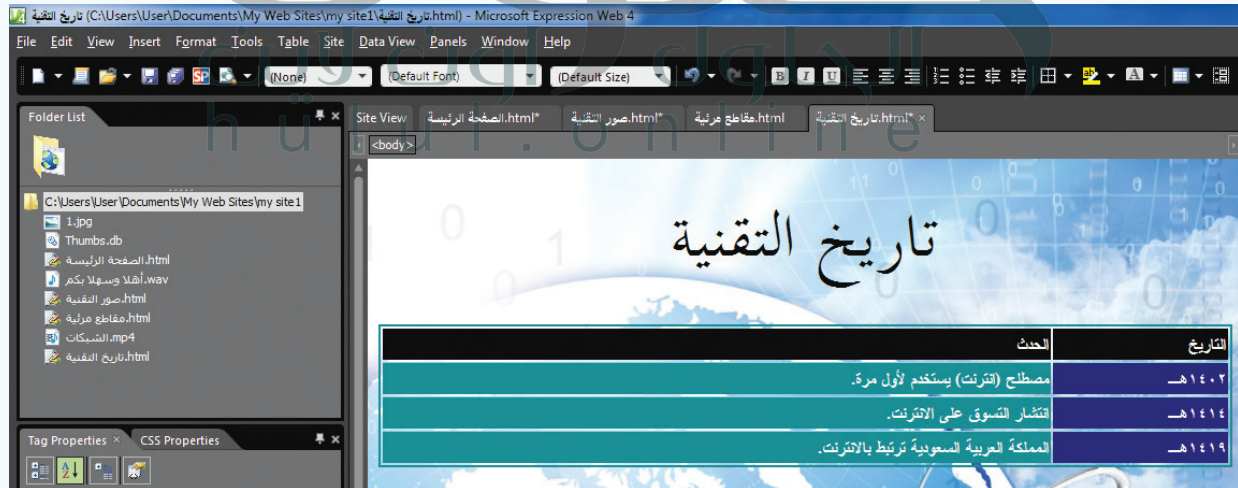 تاريخ التقنية (C:\Users\User\Documents\My Web Sites\my site1\تاريخ التقنية.html) - Microsoft Expression Web 4
File Edit View Insert Format Tools Table Site Data View Panels Window Help
(None) (Default Font) (Default Size) B I U A
Folder List
Site View الصفحة الرئيسة.html* صور التقنية.html* مقاطع مرئية.html تاريخ التقنية.html* ×
<body>
C:\Users\User\Documents\My Web Sites\my site1
1.jpg
Thumbs.db
الصفحة الرئيسة.html
أهلا وسهلا بكم.wav
صور التقنية.html
مقاطع مرئية.html
الشبكات.mp4
تاريخ التقنية.html
Tag Properties × CSS Properties
تاريخ التقنية
التاريخ الحدث
١٤٠٢هـ مصطلح (انترنت) يستخدم لأول مرة.
١٤١٤هـ انتشار التسوق على الانترنت.
١٤١٩هـ المملكة العربية السعودية ترتبط بالانترنت.
حلول اون لاين
hulul.online